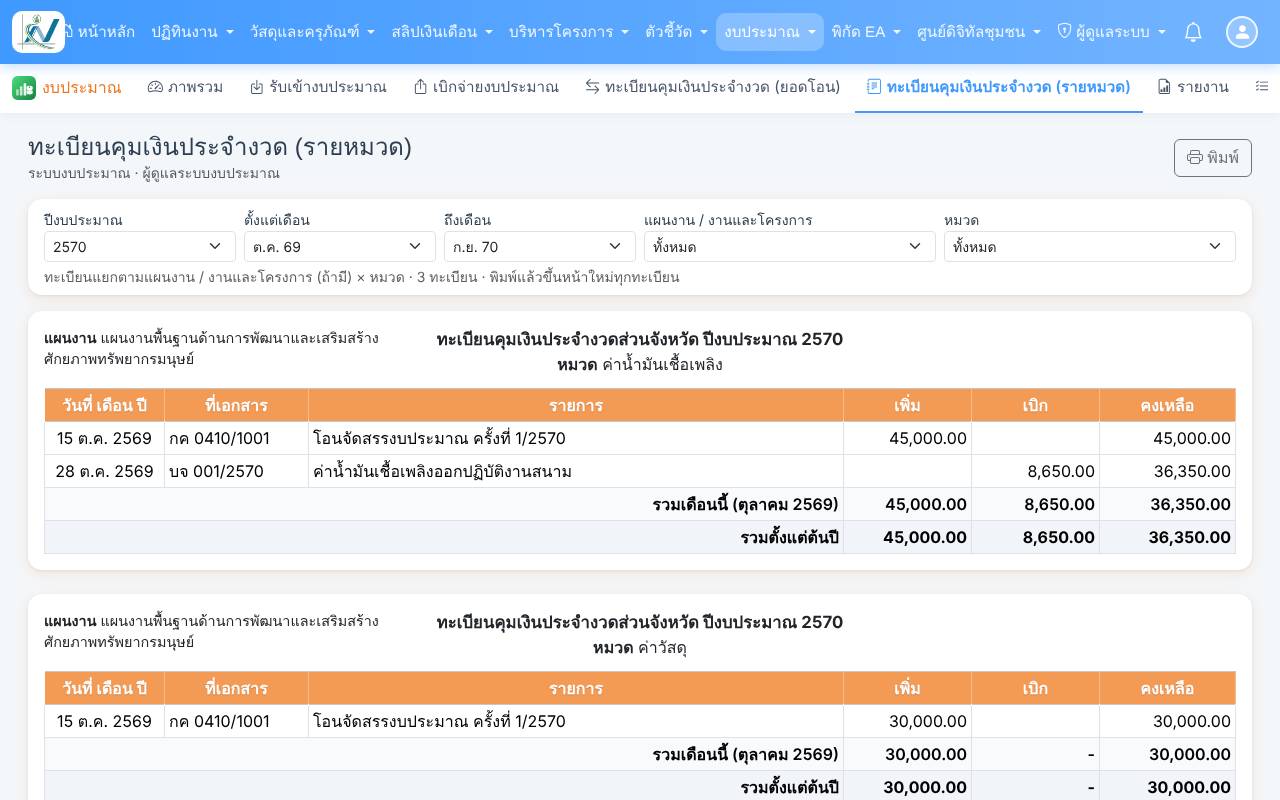 หน้าหลัก ปฏิทินงาน วัสดุและครุภัณฑ์ สลิปเงินเดือน บริหารโครงการ ตัวชี้วัด งบประมาณ พิกัด EA ศูนย์ดิจิทัลชุมชน ผู้ดูแลระบบ
งบประมาณ ภาพรวม รับเข้างบประมาณ เบิกจ่ายงบประมาณ ทะเบียนคุมเงินประจำงวด (ยอดโอน) ทะเบียนคุมเงินประจำงวด (รายหมวด) รายงาน
ทะเบียนคุมเงินประจำงวด (รายหมวด)
พิมพ์
ระบบงบประมาณ · ผู้ดูแลระบบงบประมาณ
ปีงบประมาณ ตั้งแต่เดือน ถึงเดือน แผนงาน / งานและโครงการ หมวด
2570 ต.ค. 69 ก.ย. 70 ทั้งหมด ทั้งหมด
ทะเบียนแยกตามแผนงาน / งานและโครงการ (ถ้ามี) × หมวด · 3 ทะเบียน · พิมพ์แล้วขึ้นหน้าใหม่ทุกทะเบียน
แผนงาน แผนงานพื้นฐานด้านการพัฒนาและเสริมสร้าง
ศักยภาพทรัพยากรมนุษย์
ทะเบียนคุมเงินประจำงวดส่วนจังหวัด ปีงบประมาณ 2570
หมวด ค่าน้ำมันเชื้อเพลิง
วันที่ เดือน ปี ที่เอกสาร รายการ เพิ่ม เบิก คงเหลือ
15 ต.ค. 2569 กค 0410/1001 โอนจัดสรรงบประมาณ ครั้งที่ 1/2570 45,000.00 45,000.00
28 ต.ค. 2569 บจ 001/2570 ค่าน้ำมันเชื้อเพลิงออกปฏิบัติงานสนาม 8,650.00 36,350.00
รวมเดือนนี้ (ตุลาคม 2569) 45,000.00 8,650.00 36,350.00
รวมตั้งแต่ต้นปี 45,000.00 8,650.00 36,350.00
แผนงาน แผนงานพื้นฐานด้านการพัฒนาและเสริมสร้าง
ศักยภาพทรัพยากรมนุษย์
ทะเบียนคุมเงินประจำงวดส่วนจังหวัด ปีงบประมาณ 2570
หมวด ค่าวัสดุ
วันที่ เดือน ปี ที่เอกสาร รายการ เพิ่ม เบิก คงเหลือ
15 ต.ค. 2569 กค 0410/1001 โอนจัดสรรงบประมาณ ครั้งที่ 1/2570 30,000.00 30,000.00
รวมเดือนนี้ (ตุลาคม 2569) 30,000.00 - 30,000.00
รวมตั้งแต่ต้นปี 30,000.00 - 30,000.00